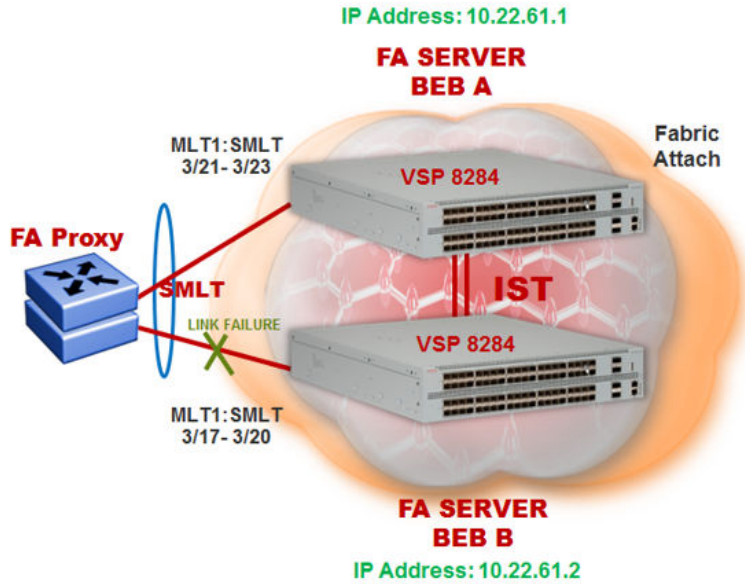 IP Address: 10.22.61.1
FA SERVER
BEB A
MLT1:SMLT
3/21- 3/23
Fabric
Attach
VSP 8284
FA Proxy
SMLT
IST
LINK FAILURE
VSP 8284
MLT1:SMLT
3/17- 3/20
FA SERVER
BEB B
IP Address: 10.22.61.2